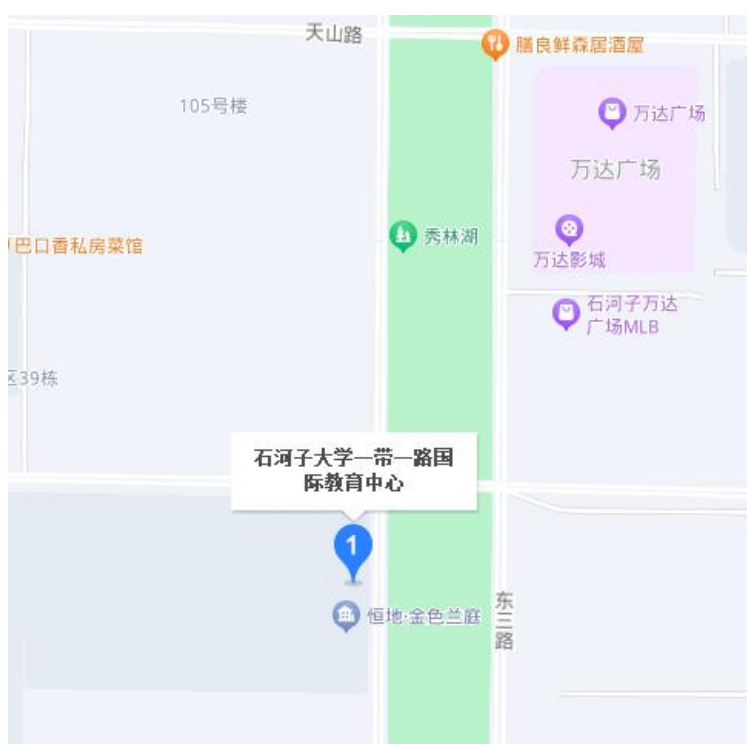 天山路
膳良鲜森居酒屋
105号楼
万达广场
万达广场
秀林湖
巴口香私房菜馆
万达影城
石河子万达
广场MLB
区39栋
石河子大学一带一路国
际教育中心
1
恒地·金色兰庭
东三路